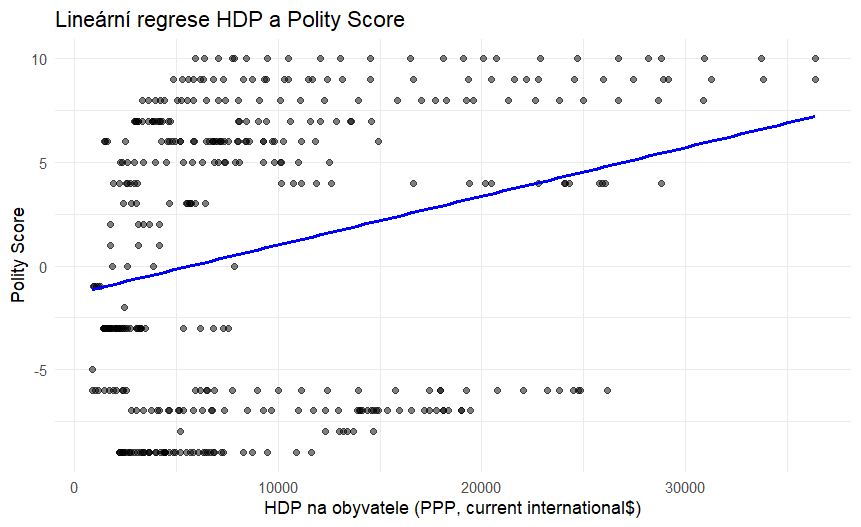 Lineární regrese HDP a Polity Score
10
5
0
-5
Polity Score
0 10000 20000 30000
HDP na obyvatele (PPP, current international$)